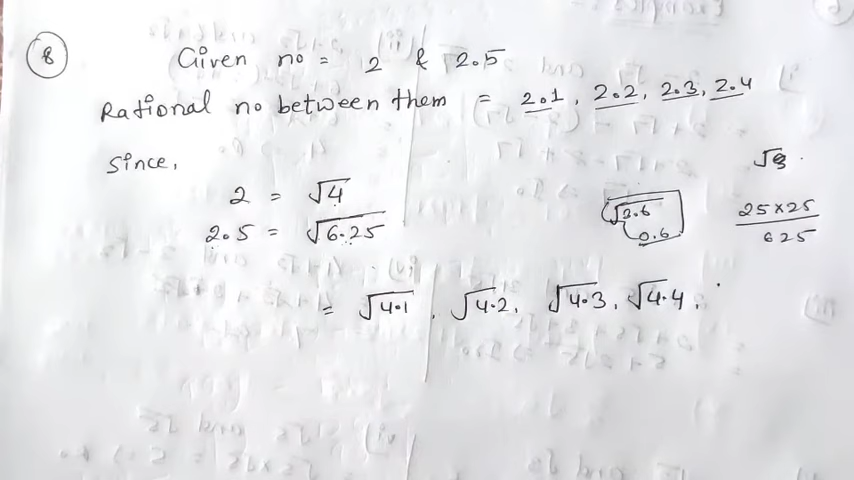 8 Given no = 2 & 2.5
Rational no between them = 2.1, 2.2, 2.3, 2.4
Since,
2 = √4
2.5 = √6.25
25×25
625
= √4.1, √4.2, √4.3, √4.4.